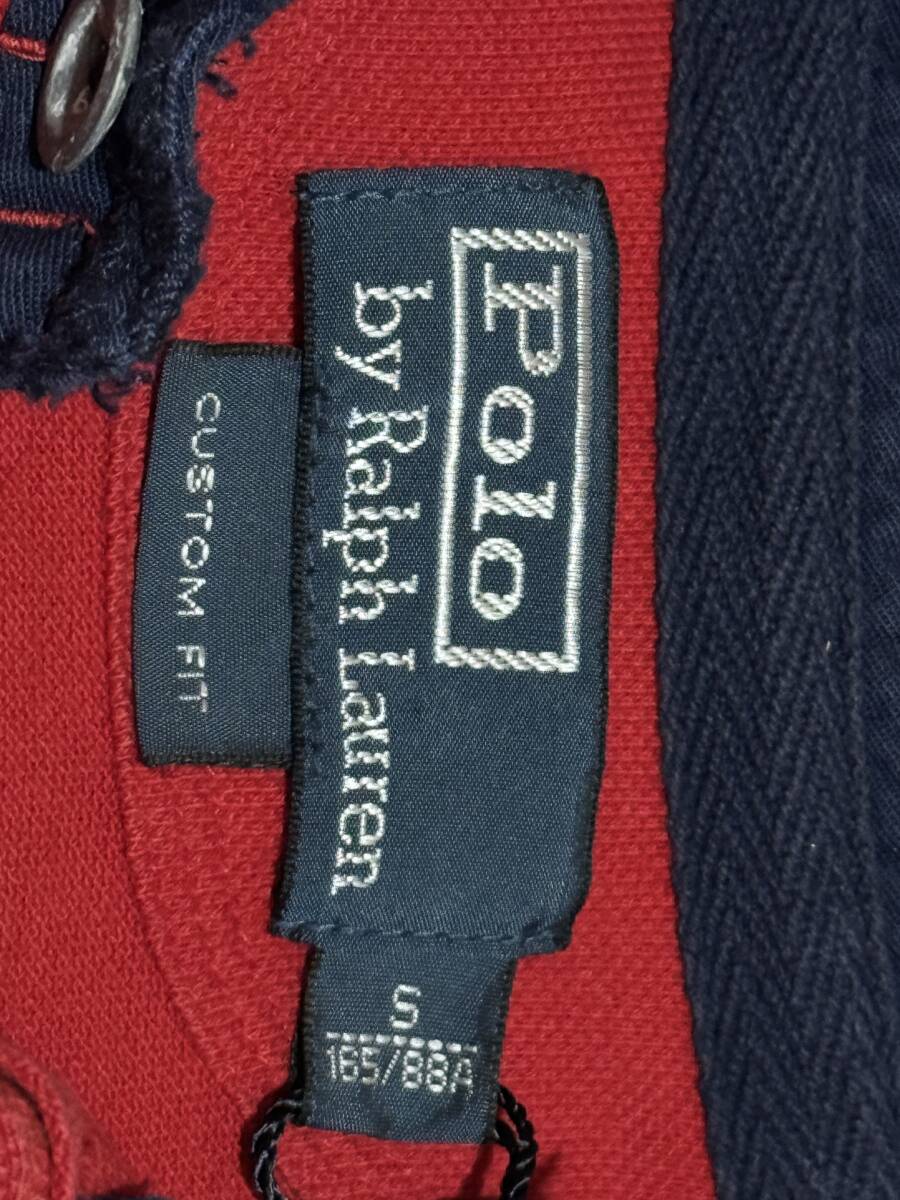 Polo
by Ralph Lauren
CUSTOM FIT
S
165/88A